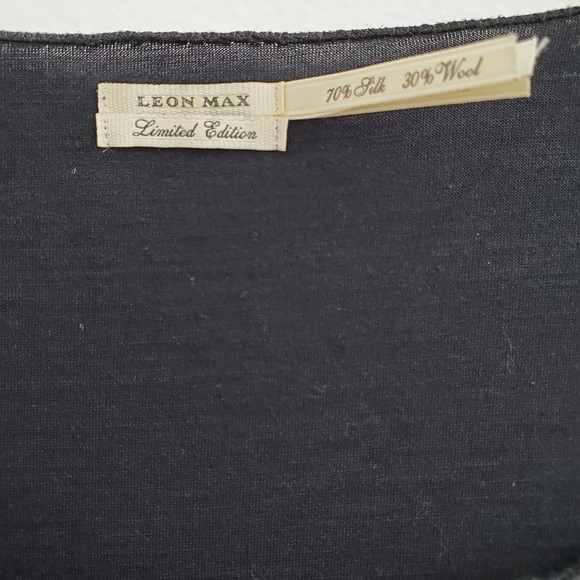 LEON MAX
Limited Edition
70% Silk 30% Wool